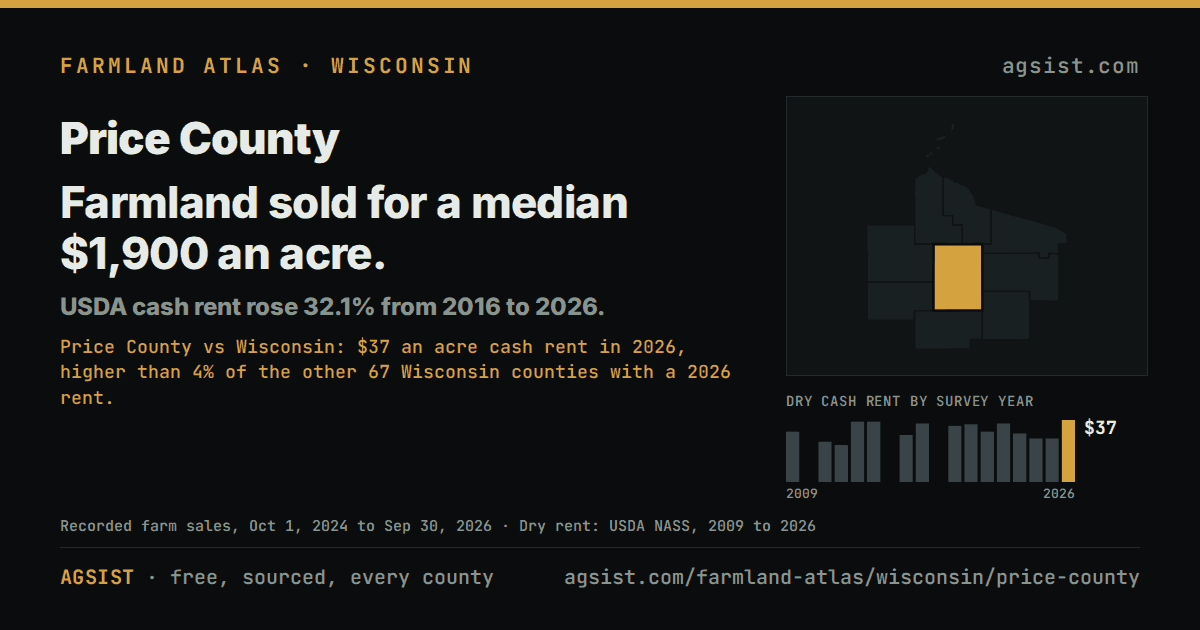 FARMLAND ATLAS · WISCONSIN
agsist.com
Price County
Farmland sold for a median
$1,900 an acre.
USDA cash rent rose 32.1% from 2016 to 2026.
Price County vs Wisconsin: $37 an acre cash rent in 2026,
higher than 4% of the other 67 Wisconsin counties with a 2026
rent.
DRY CASH RENT BY SURVEY YEAR
$37
2009 2026
Recorded farm sales, Oct 1, 2024 to Sep 30, 2026 · Dry rent: USDA NASS, 2009 to 2026
AGSIST · free, sourced, every county
agsist.com/farmland-atlas/wisconsin/price-county